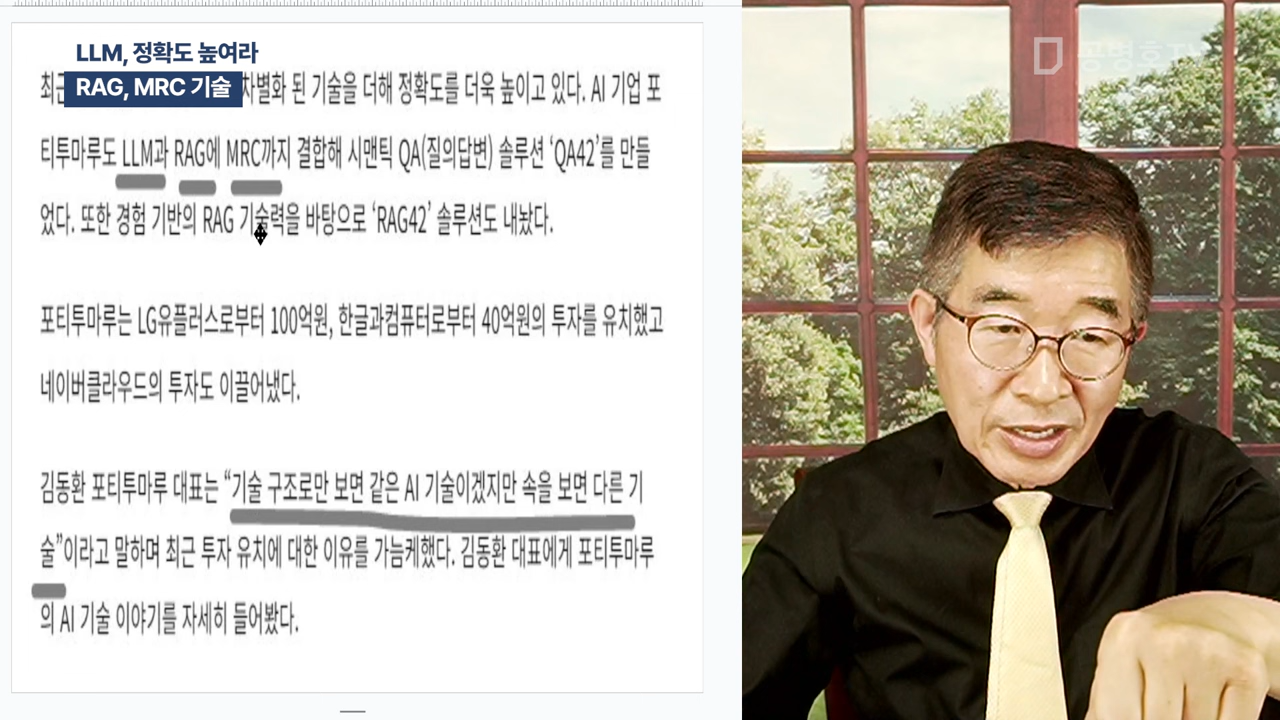 LLM, 정확도 높여라
RAG, MRC 기술
최근 차별화 된 기술을 더해 정확도를 더욱 높이고 있다. AI 기업 포
티투마루도 LLM과 RAG에 MRC까지 결합해 시맨틱 QA(질의답변) 솔루션 ‘QA42’를 만들
었다. 또한 경험 기반의 RAG 기술력을 바탕으로 ‘RAG42’ 솔루션도 내놨다.
포티투마루는 LG유플러스로부터 100억원, 한글과컴퓨터로부터 40억원의 투자를 유치했고
네이버클라우드의 투자도 이끌어냈다.
김동환 포티투마루 대표는 “기술 구조로만 보면 같은 AI 기술이겠지만 속을 보면 다른 기
술”이라고 말하며 최근 투자 유치에 대한 이유를 가늠케했다. 김동환 대표에게 포티투마루
의 AI 기술 이야기를 자세히 들어봤다.
공병호TV